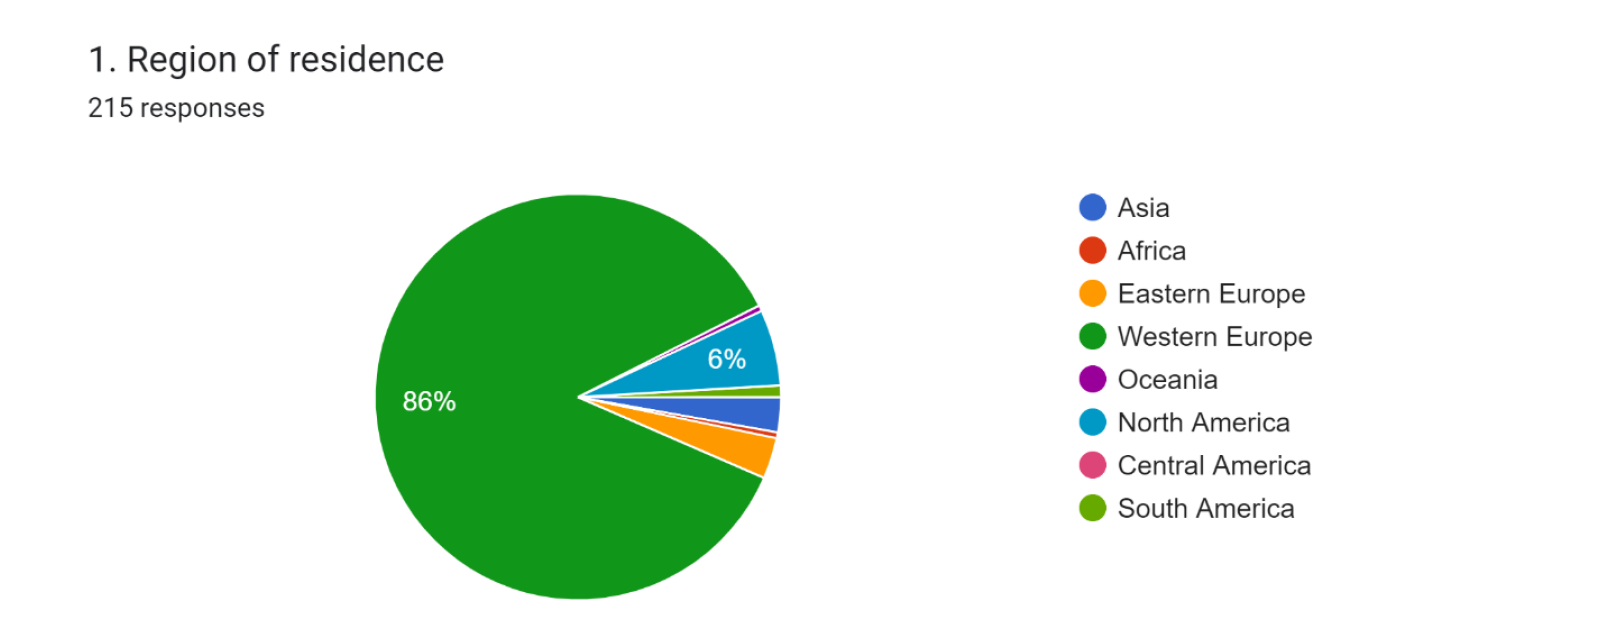 1. Region of residence
215 responses
86%
6%
Asia
Africa
Eastern Europe
Western Europe
Oceania
North America
Central America
South America